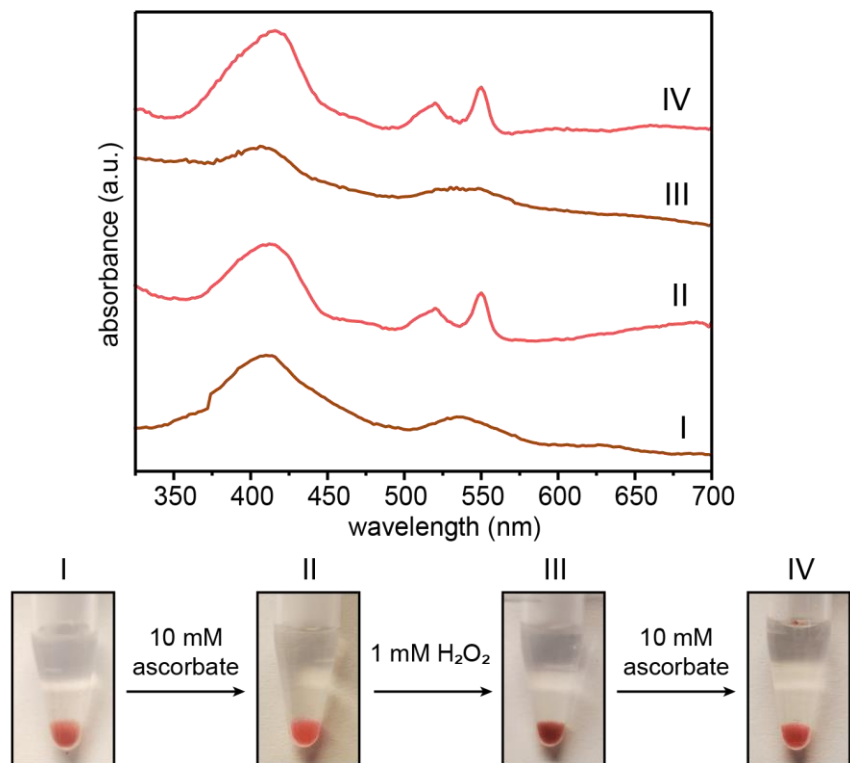 IV
III
II
I
absorbance (a.u.)
350 400 450 500 550 600 650 700
wavelength (nm)
I II III IV
10 mM
ascorbate
1 mM H₂O₂
10 mM
ascorbate